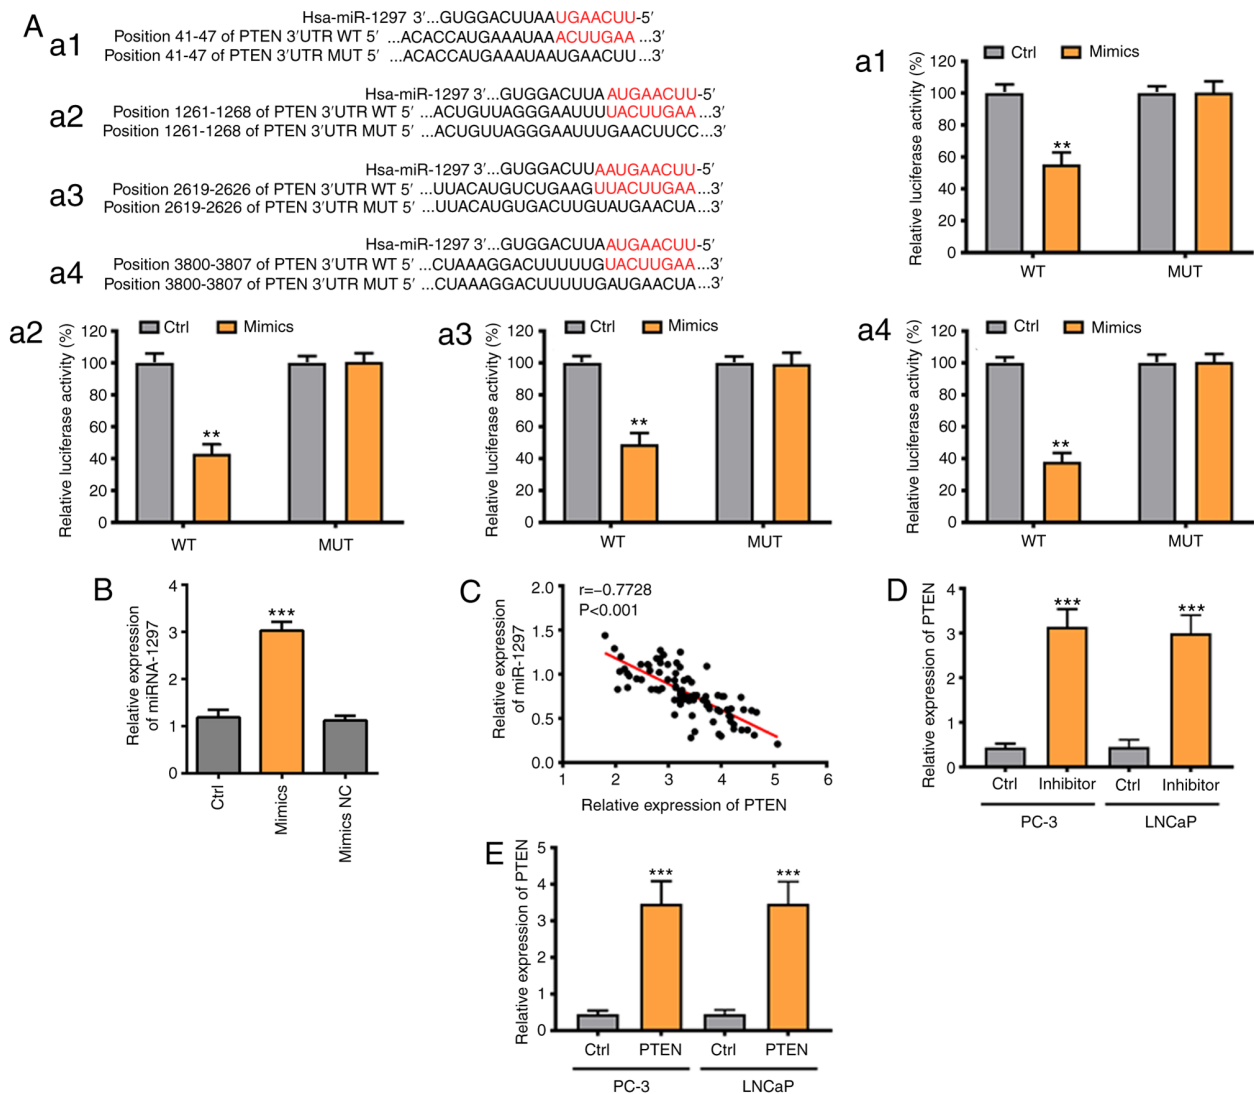 A
a1
Hsa-miR-1297 3′...GUGGACUUAAUGAACUU-5′
Position 41-47 of PTEN 3′UTR WT 5′ ...ACACCAUGAAAUAAACUUGAA ...3′
Position 41-47 of PTEN 3′UTR MUT 5′ ...ACACCAUGAAAUAAUGAACUU ...3′
a2
Hsa-miR-1297 3′...GUGGACUUA AUGAACUU-5′
Position 1261-1268 of PTEN 3′UTR WT 5′ ... ACUGUUAGGGAAUUUUACUUGAA ...3′
Position 1261-1268 of PTEN 3′UTR MUT 5′ ...ACUGUUAGGGAAUUUGAACUUCC...3′
a3
Hsa-miR-1297 3′...GUGGACUUAAUGAACUU-5′
Position 2619-2626 of PTEN 3′UTR WT 5′ ...UUACAUGUCUGAAGUUACUUGAA...3′
Position 2619-2626 of PTEN 3′UTR MUT 5′ ...UUACAUGUGACUUGUAUGAACUA...3′
a4
Hsa-miR-1297 3′...GUGGACUUAAUGAACUU-5′
Position 3800-3807 of PTEN 3′UTR WT 5′ ...CUAAAGGACUUUUUGUACUUGAA...3′
Position 3800-3807 of PTEN 3′UTR MUT 5′ ...CUAAAGGACUUUUUGAUGAACUA...3′
a1
Ctrl Mimics
Relative luciferase activity (%)
120
100
80
60
40
20
0
**
WT MUT
a2
Ctrl Mimics
Relative luciferase activity (%)
120
100
80
60
40
20
0
**
WT MUT
a3
Ctrl Mimics
Relative luciferase activity (%)
120
100
80
60
40
20
0
**
WT MUT
a4
Ctrl Mimics
Relative luciferase activity (%)
120
100
80
60
40
20
0
**
WT MUT
B
Relative expression
of miRNA-1297
4
3
2
1
0
***
Ctrl Mimics Mimics NC
C
Relative expression
of miR-1297
2.0
1.5
1.0
0.5
0.0
r=−0.7728
P<0.001
1 2 3 4 5 6
Relative expression of PTEN
D
Relative expression of PTEN
4
3
2
1
0
*** ***
Ctrl Inhibitor Ctrl Inhibitor
PC-3 LNCaP
E
Relative expression of PTEN
5
4
3
2
1
0
*** ***
Ctrl PTEN Ctrl PTEN
PC-3 LNCaP